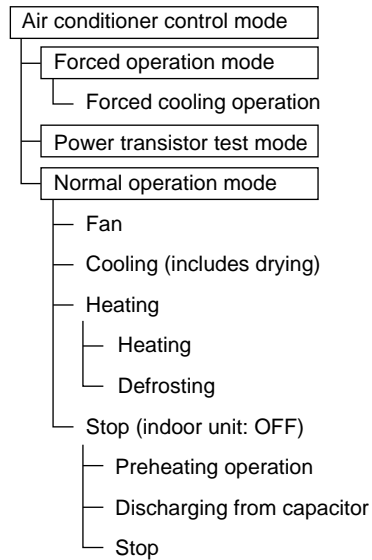 Air conditioner control mode
Forced operation mode
Forced cooling operation
Power transistor test mode
Normal operation mode
Fan
Cooling (includes drying)
Heating
Heating
Defrosting
Stop (indoor unit: OFF)
Preheating operation
Discharging from capacitor
Stop